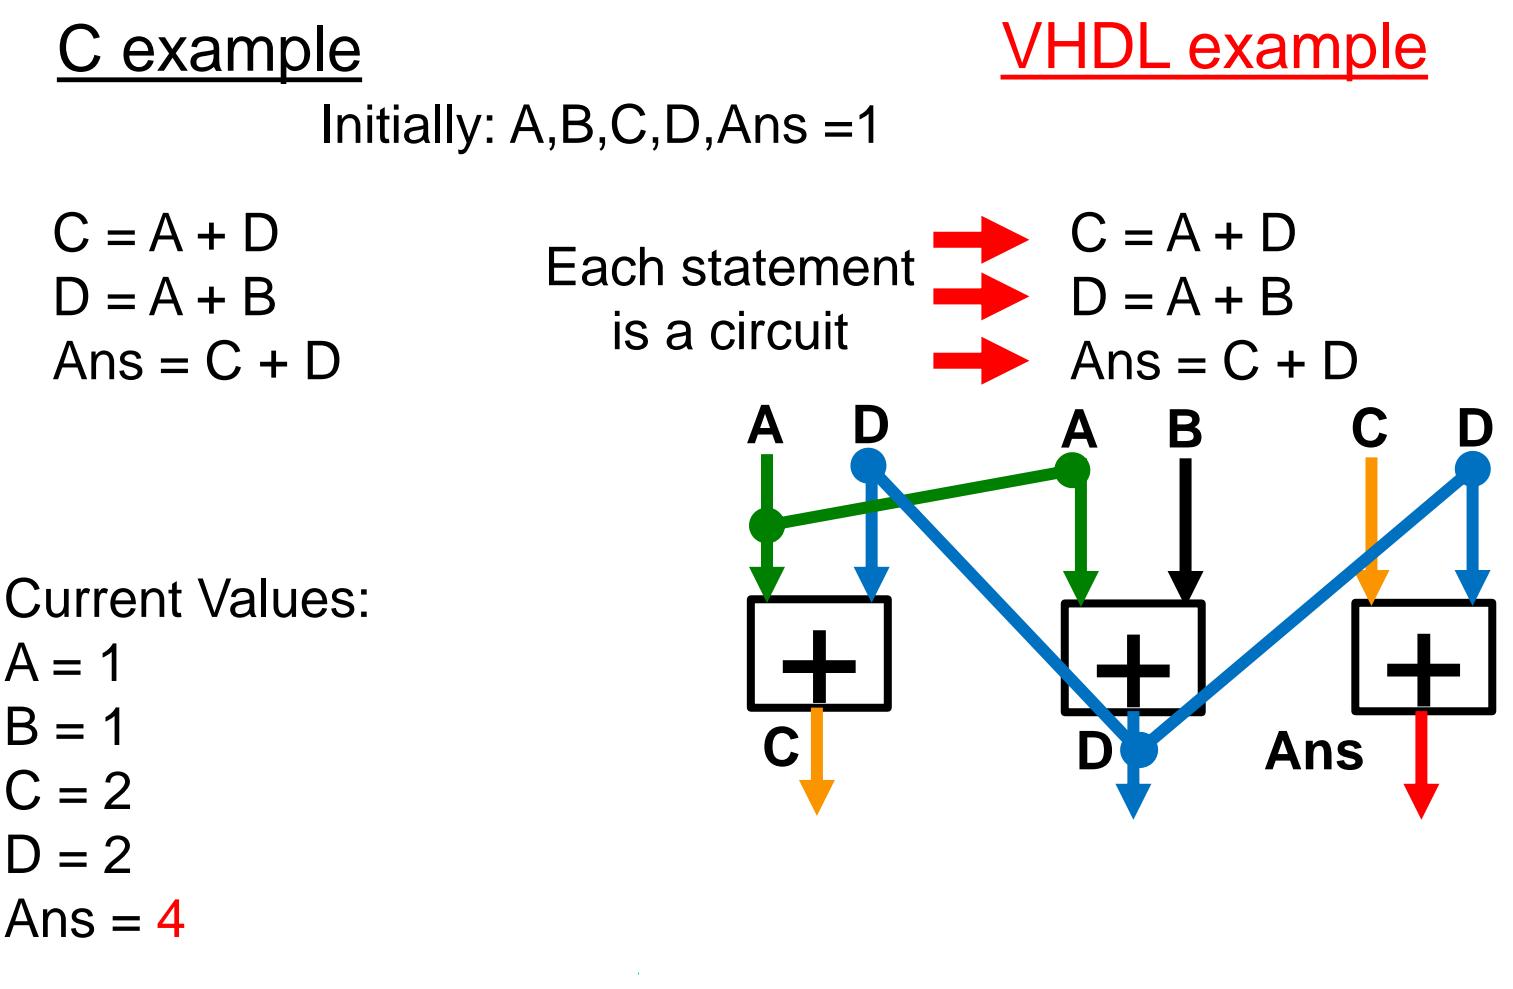 C example
VHDL example
Initially: A,B,C,D,Ans =1
C = A + D
D = A + B
Ans = C + D
Each statement
is a circuit
C = A + D
D = A + B
Ans = C + D
A D A B C D
+ + +
C D Ans
Current Values:
A = 1
B = 1
C = 2
D = 2
Ans = 4